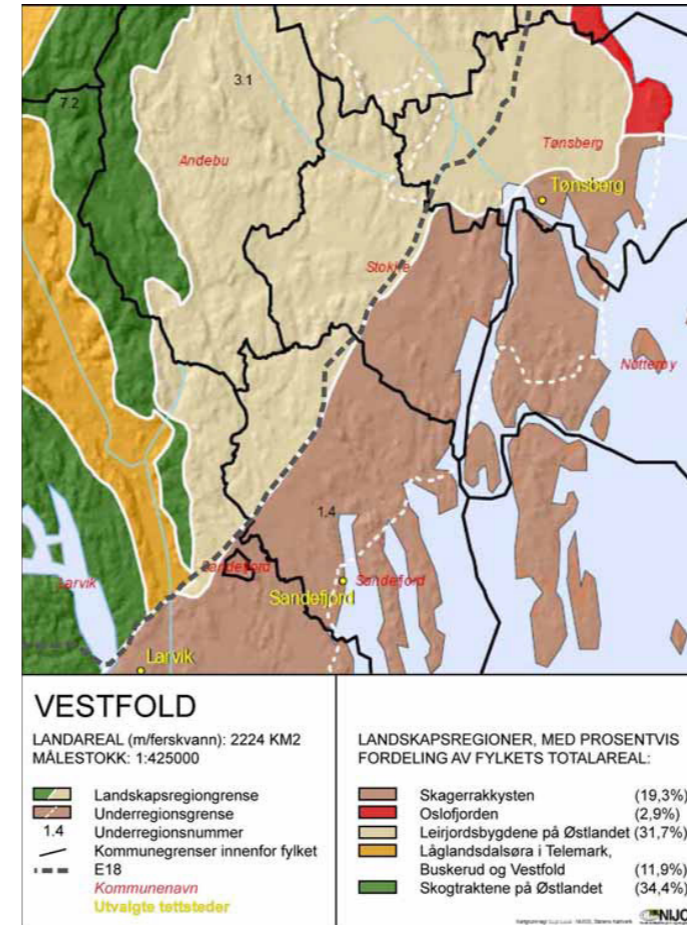 3.1
7.2
Andebu
Tønsberg
Tønsberg
Stokke
Nøtterøy
1.4
Sandefjord
Sandefjord
Sandefjord
Larvik
Larvik
VESTFOLD
LANDAREAL (m/ferskvann): 2224 KM2
MÅLESTOKK: 1:425000
Landskapsregiongrense
Underregionsgrense
1.4 Underregionsnummer
Kommunegrenser innenfor fylket
E18
Kommunenavn
Utvalgte tettsteder
LANDSKAPSREGIONER, MED PROSENTVIS
FORDELING AV FYLKETS TOTALAREAL:
Skagerrakkysten (19,3%)
Oslofjorden (2,9%)
Leirjordsbygdene på Østlandet (31,7%)
Låglandsdalsøra i Telemark,
Buskerud og Vestfold (11,9%)
Skogtraktene på Østlandet (34,4%)